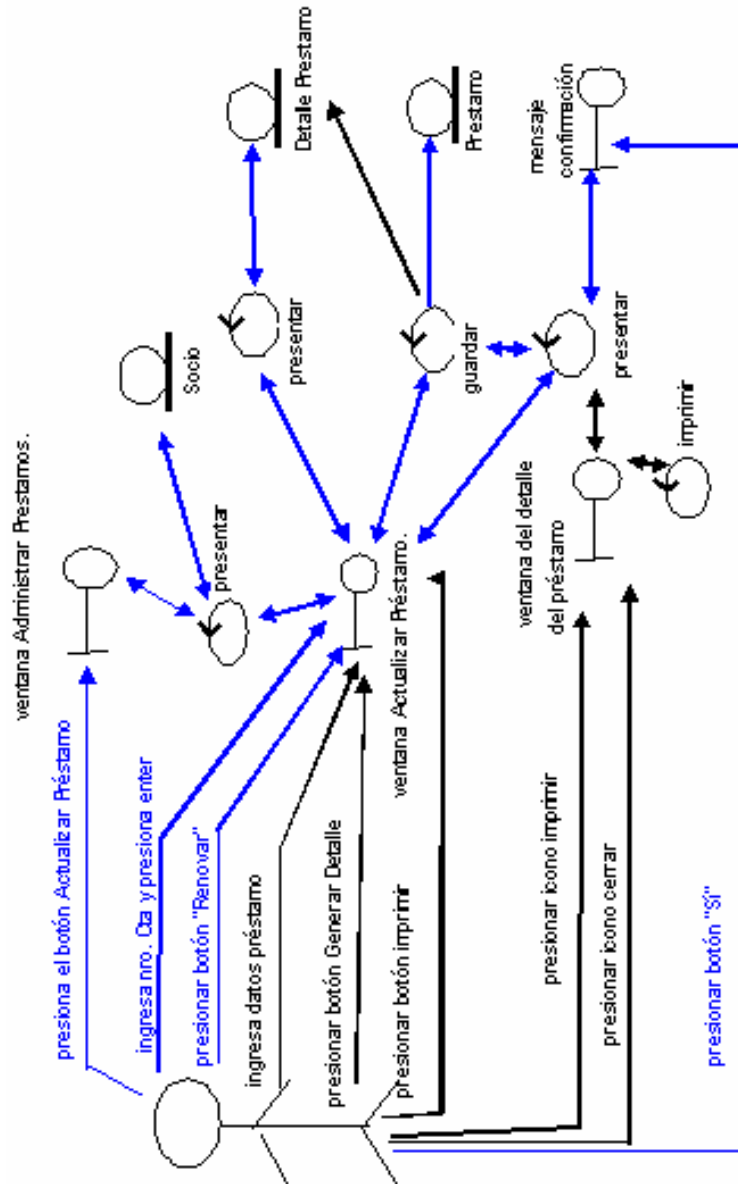 ventana Administrar Prestamos.
presiona el botón Actualizar Préstamo
ingresa nro. Cta y presiona enter
presionar botón "Renovar"
ingresa datos préstamo
presionar botón Generar Detalle
presionar botón imprimir
presionar icono imprimir
presionar icono cerrar
presionar botón "Sí"
presentar
Socio
ventana Actualizar Préstamo.
presentar
Detalle Prestamo
guardar
Prestamo
presentar
mensaje
confirmación
ventana del detalle
del préstamo
imprimir